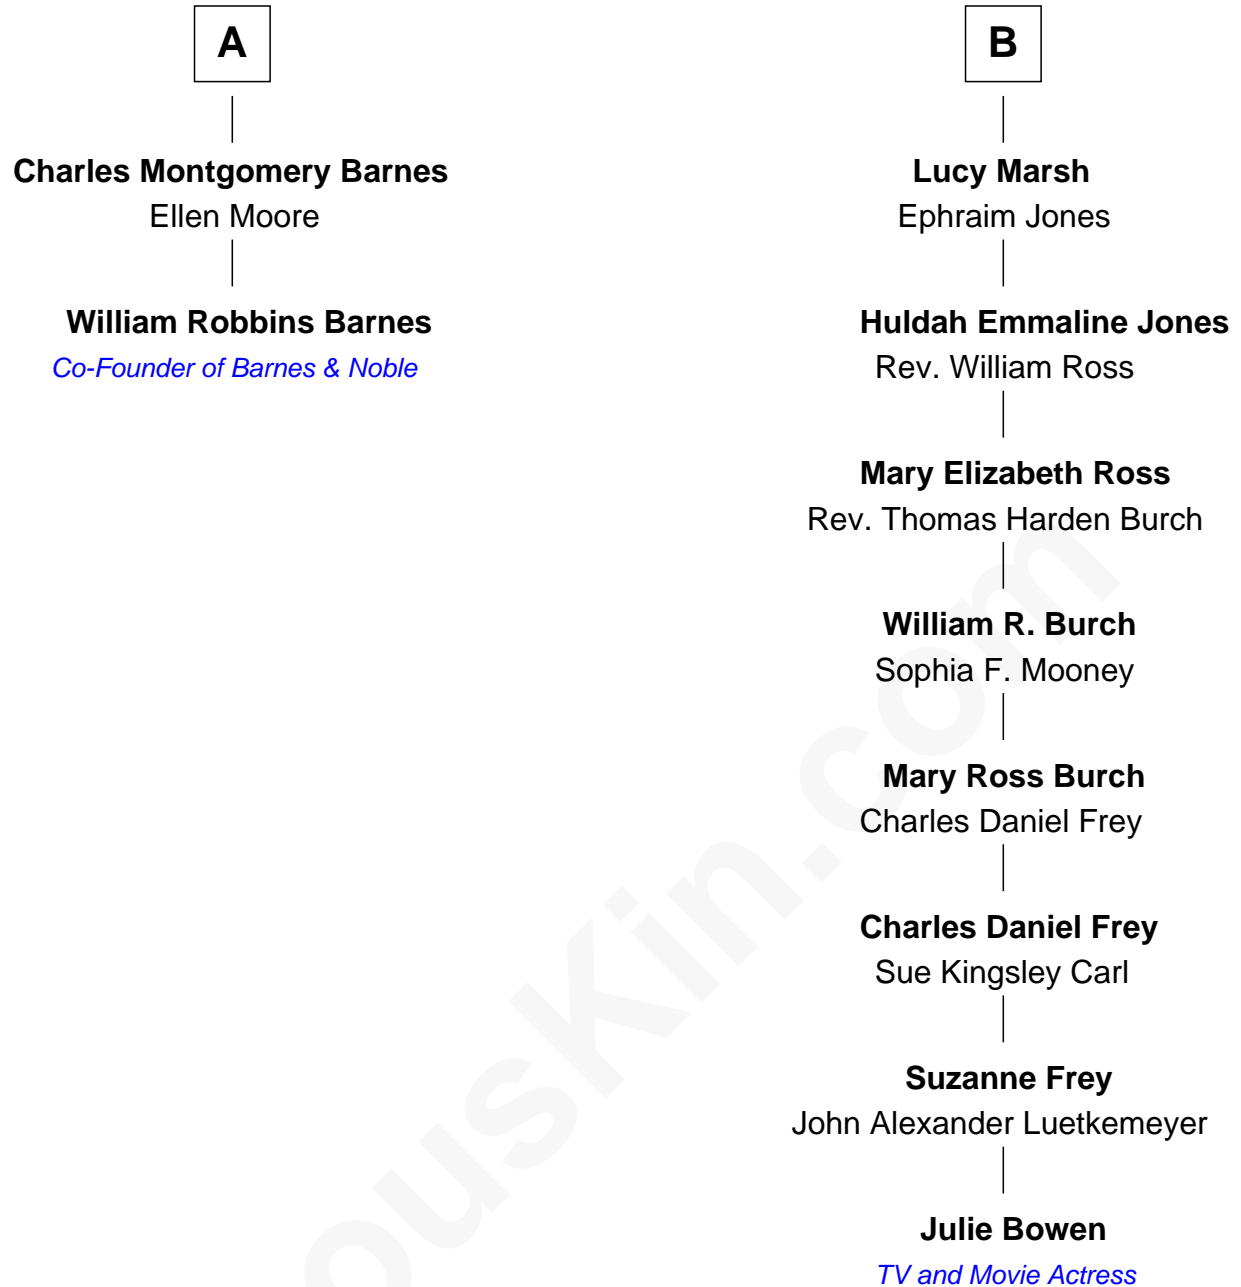 A
Charles Montgomery Barnes
Ellen Moore
William Robbins Barnes
Co-Founder of Barnes & Noble
B
Lucy Marsh
Ephraim Jones
Huldah Emmaline Jones
Rev. William Ross
Mary Elizabeth Ross
Rev. Thomas Harden Burch
William R. Burch
Sophia F. Mooney
Mary Ross Burch
Charles Daniel Frey
Charles Daniel Frey
Sue Kingsley Carl
Suzanne Frey
John Alexander Luetkemeyer
Julie Bowen
TV and Movie Actress
ousKin.com